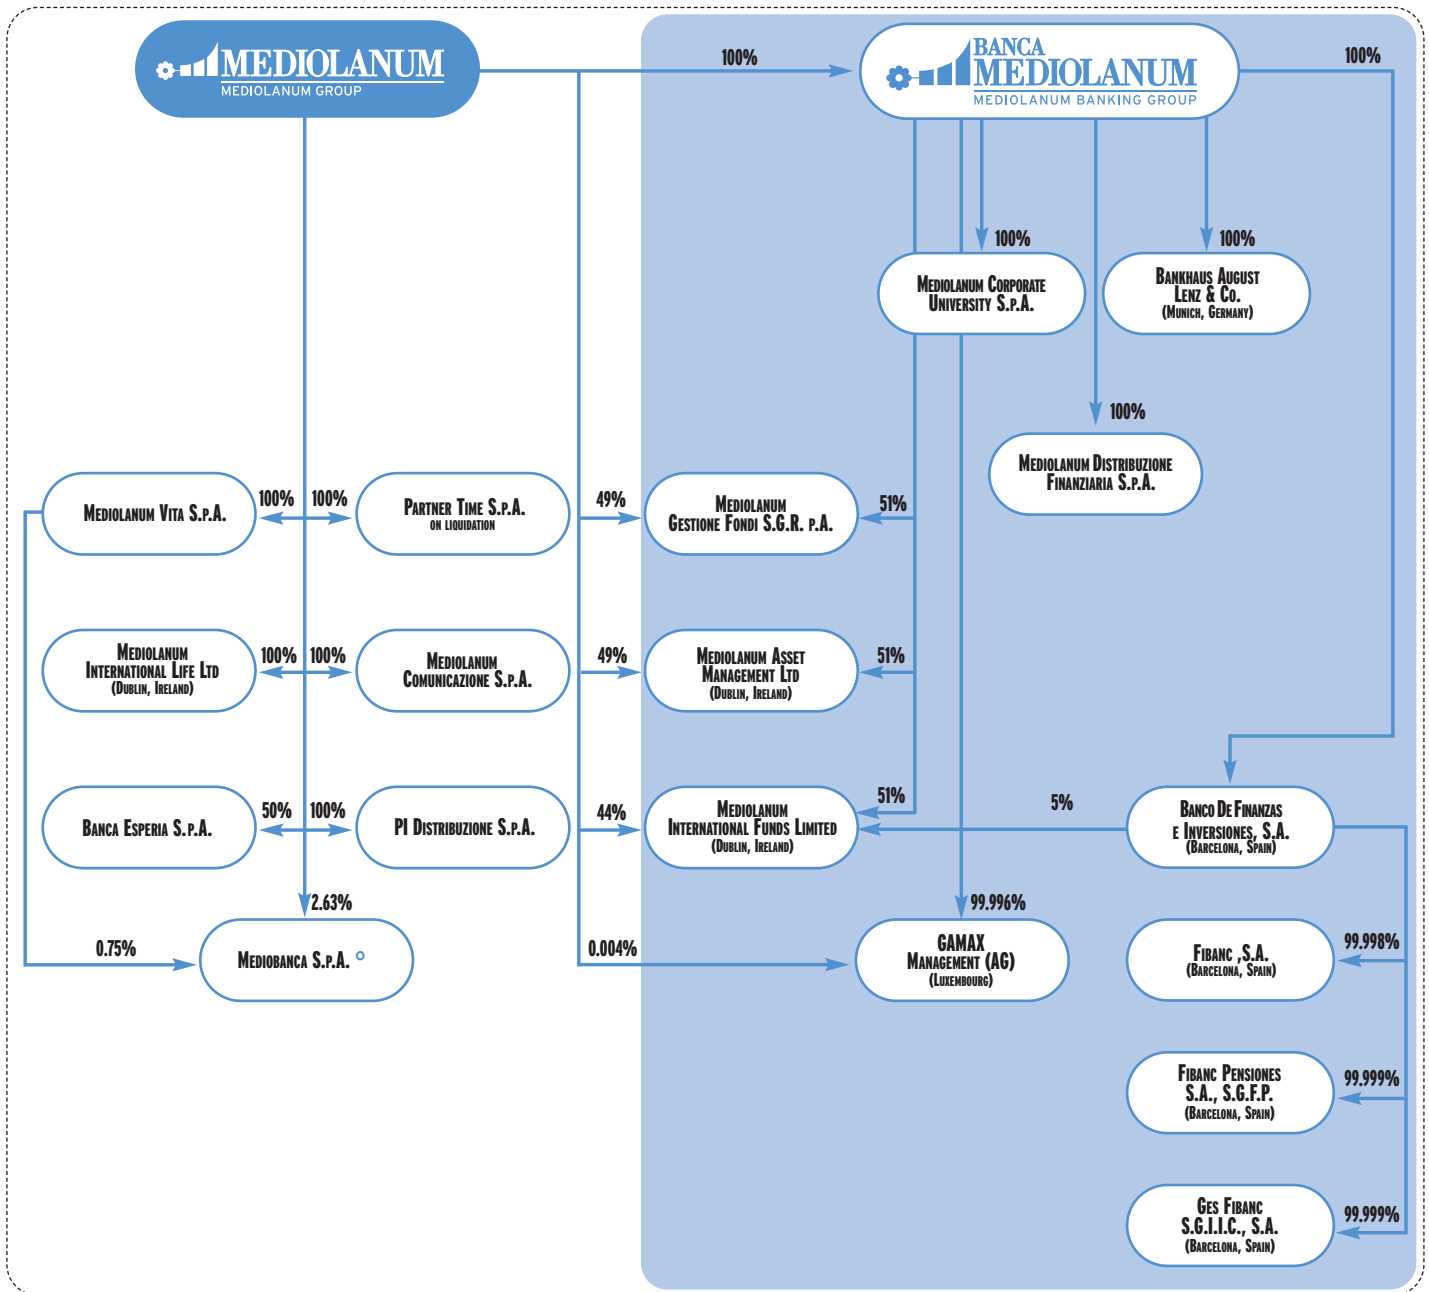 MEDIOLANUM
MEDIOLANUM GROUP
100%
BANCA
MEDIOLANUM
MEDIOLANUM BANKING GROUP
100%
100%
MEDIOLANUM CORPORATE
UNIVERSITY S.P.A.
100%
BANKHAUS AUGUST
LENZ & CO.
(MUNICH, GERMANY)
100%
MEDIOLANUM DISTRIBUZIONE
FINANZIARIA S.P.A.
MEDIOLANUM VITA S.P.A.
100%
100%
PARTNER TIME S.P.A.
ON LIQUIDATION
49%
MEDIOLANUM
GESTIONE FONDI S.G.R. P.A.
51%
MEDIOLANUM
INTERNATIONAL LIFE LTD
(DUBLIN, IRELAND)
100%
100%
MEDIOLANUM
COMUNICAZIONE S.P.A.
49%
MEDIOLANUM ASSET
MANAGEMENT LTD
(DUBLIN, IRELAND)
51%
BANCA ESPERIA S.P.A.
50%
100%
PI DISTRIBUZIONE S.P.A.
44%
MEDIOLANUM
INTERNATIONAL FUNDS LIMITED
(DUBLIN, IRELAND)
51%
5%
BANCO DE FINANZAS
E INVERSIONES, S.A.
(BARCELONA, SPAIN)
2.63%
0.75%
MEDIOBANCA S.P.A. °
0.004%
99.996%
GAMAX
MANAGEMENT (AG)
(LUXEMBOURG)
FIBANC ,S.A.
(BARCELONA, SPAIN)
99.998%
FIBANC PENSIONES
S.A., S.G.F.P.
(BARCELONA, SPAIN)
99.999%
GES FIBANC
S.G.I.I.C., S.A.
(BARCELONA, SPAIN)
99.999%